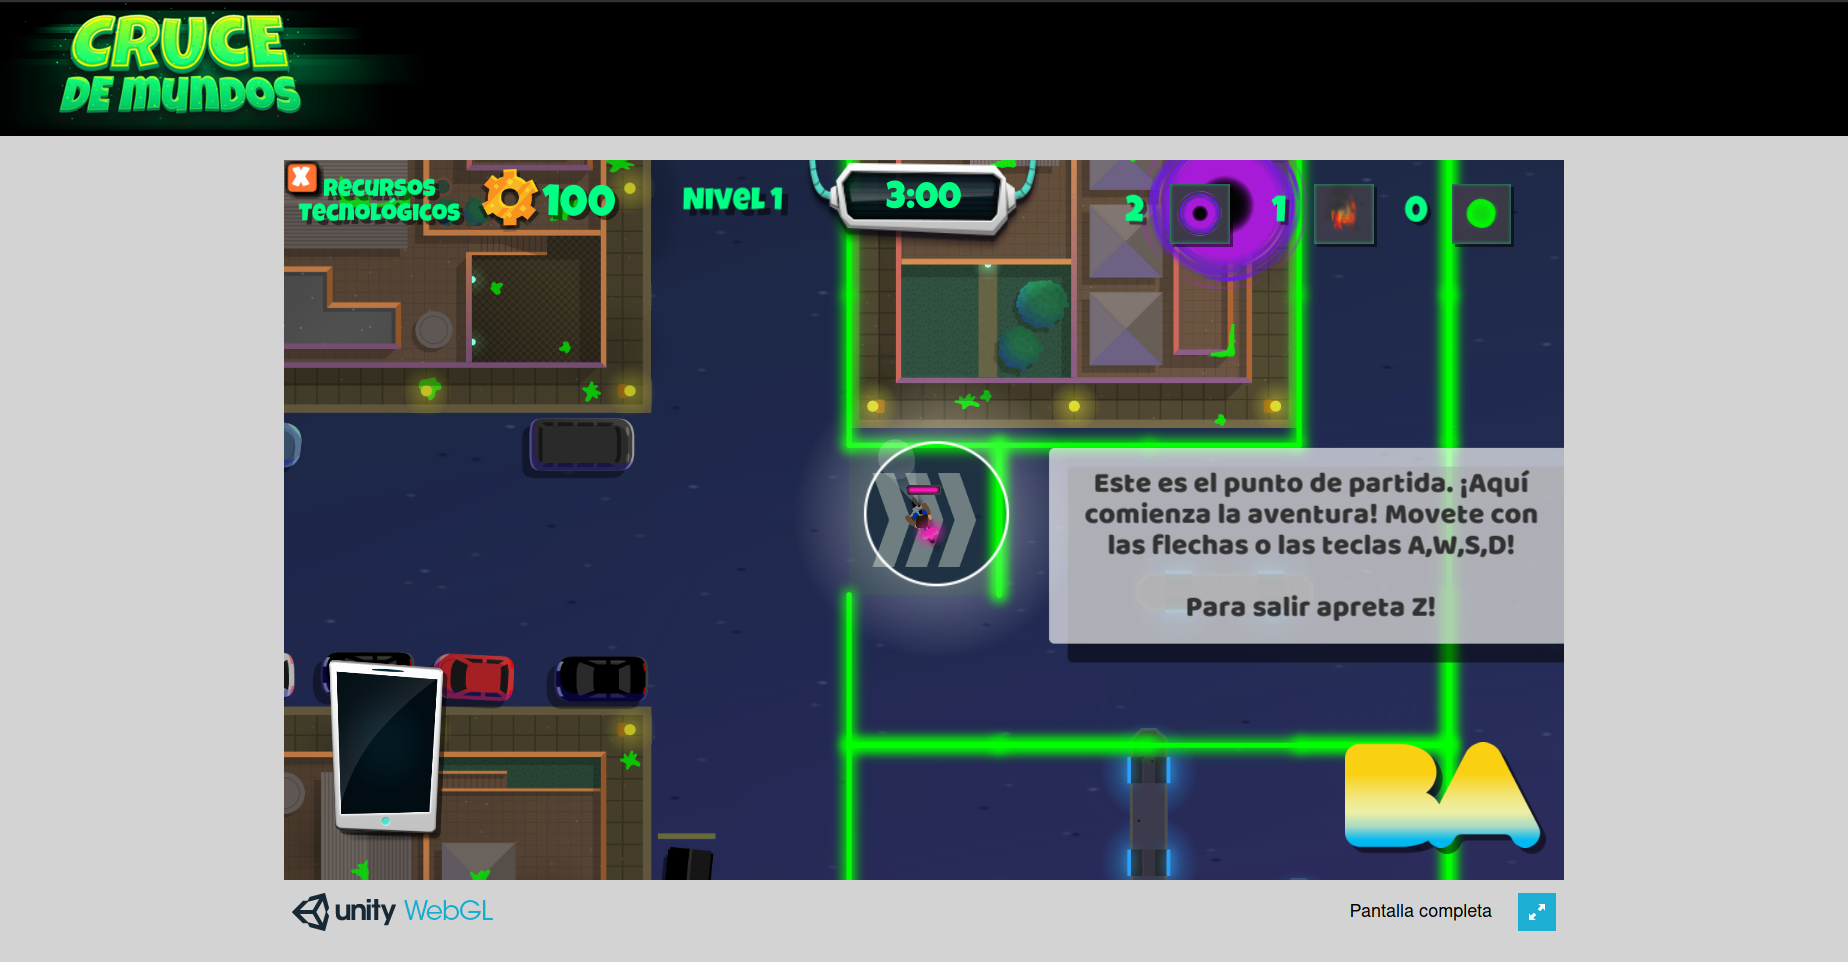 CRUCE
DE MUNDOS
X
RECURSOS
TECNOLÓGICOS
100
NIVEL 1
3:00
2
1
0
Este es el punto de partida. ¡Aquí
comienza la aventura! Movete con
las flechas o las teclas A,W,S,D!
Para salir apreta Z!
BA
unity WebGL
Pantalla completa